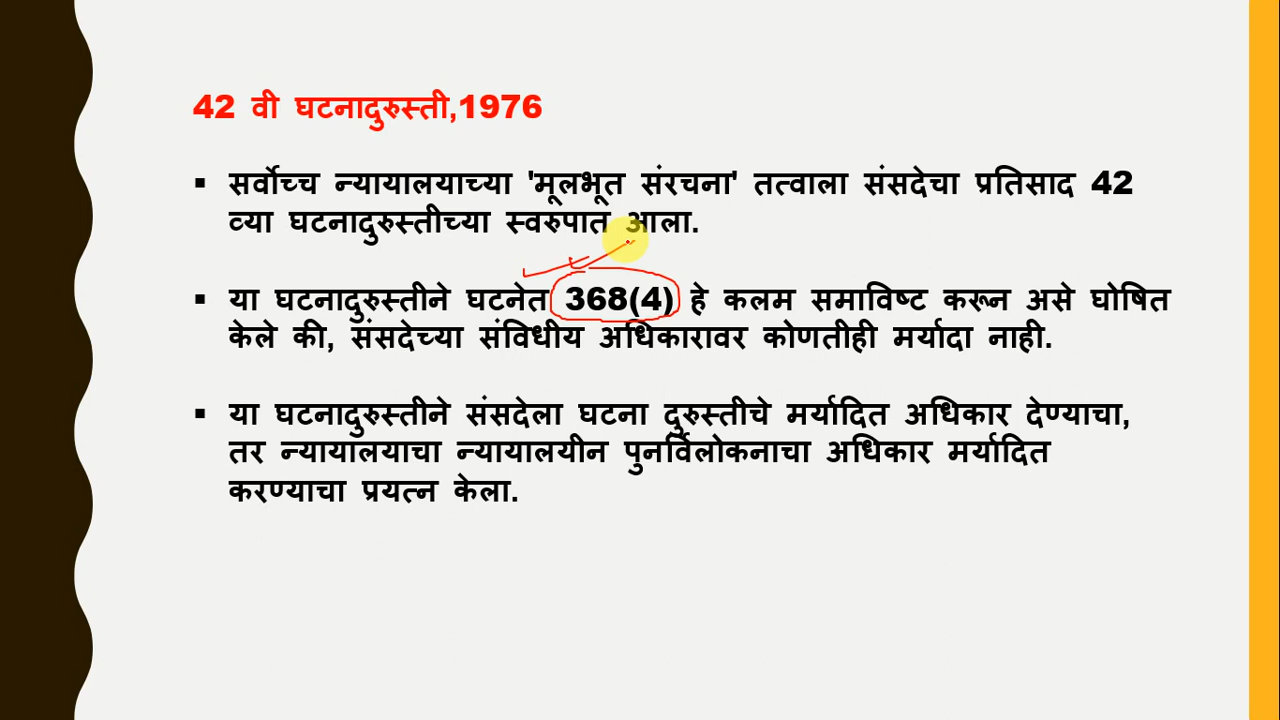 42 वी घटनादुरुस्ती,1976
▪ सर्वोच्च न्यायालयाच्या 'मूलभूत संरचना' तत्वाला संसदेचा प्रतिसाद 42
व्या घटनादुरुस्तीच्या स्वरुपात आला.
▪ या घटनादुरुस्तीने घटनेत 368(4) हे कलम समाविष्ट करून असे घोषित
केले की, संसदेच्या संविधीय अधिकारावर कोणतीही मर्यादा नाही.
▪ या घटनादुरुस्तीने संसदेला घटना दुरुस्तीचे मर्यादित अधिकार देण्याचा,
तर न्यायालयाचा न्यायालयीन पुनर्विलोकनाचा अधिकार मर्यादित
करण्याचा प्रयत्न केला.